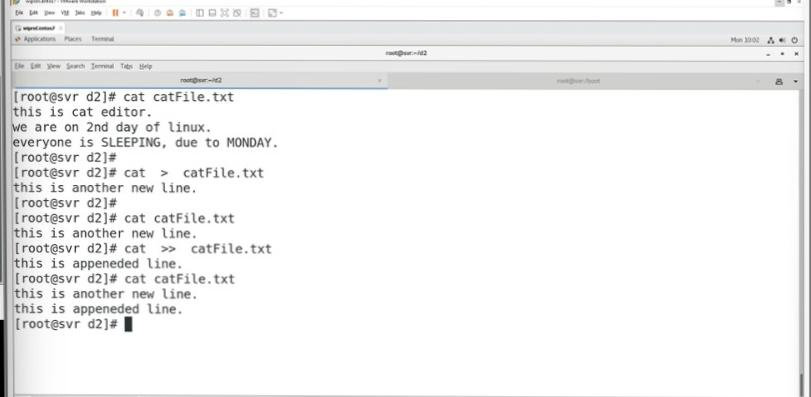 File Edit View VM Tabs Help
Applications Places Terminal
Mon 10:02
root@svr:~/d2
File Edit View Search Terminal Tabs Help
root@svr:~/d2
root@svr:/boot
[root@svr d2]# cat catFile.txt
this is cat editor.
we are on 2nd day of linux.
everyone is SLEEPING, due to MONDAY.
[root@svr d2]#
[root@svr d2]# cat  >  catFile.txt
this is another new line.
[root@svr d2]#
[root@svr d2]# cat catFile.txt
this is another new line.
[root@svr d2]# cat  >>  catFile.txt
this is appeneded line.
[root@svr d2]# cat catFile.txt
this is another new line.
this is appeneded line.
[root@svr d2]#